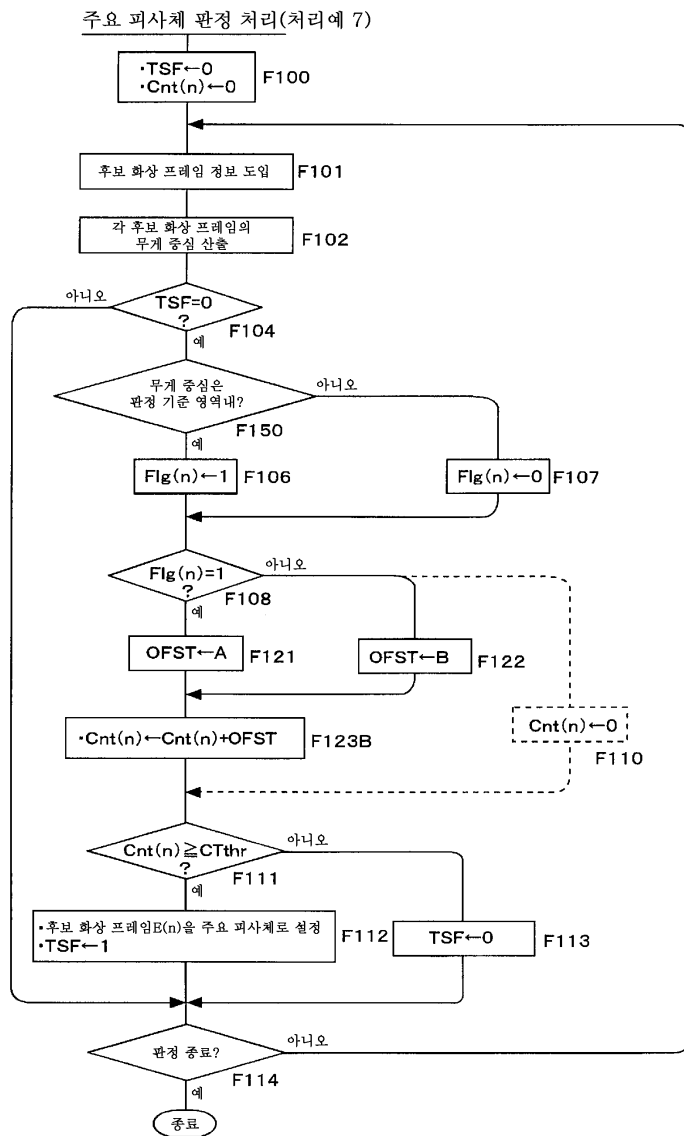 주요 피사체 판정 처리(처리예 7)
·TSF←0
·Cnt(n)←0
F100
후보 화상 프레임 정보 도입
F101
각 후보 화상 프레임의
무게 중심 산출
F102
아니오
TSF=0
?
F104
예
무게 중심은
판정 기준 영역내?
아니오
F150
예
Flg(n)←1
F106
Flg(n)←0
F107
Flg(n)=1
?
아니오
F108
예
OFST←A
F121
OFST←B
F122
·Cnt(n)←Cnt(n)+OFST
F123B
Cnt(n)←0
F110
Cnt(n)≧CTthr
?
아니오
F111
예
·후보 화상 프레임E(n)을 주요 피사체로 설정
·TSF←1
F112
TSF←0
F113
판정 종료?
아니오
F114
예
종료